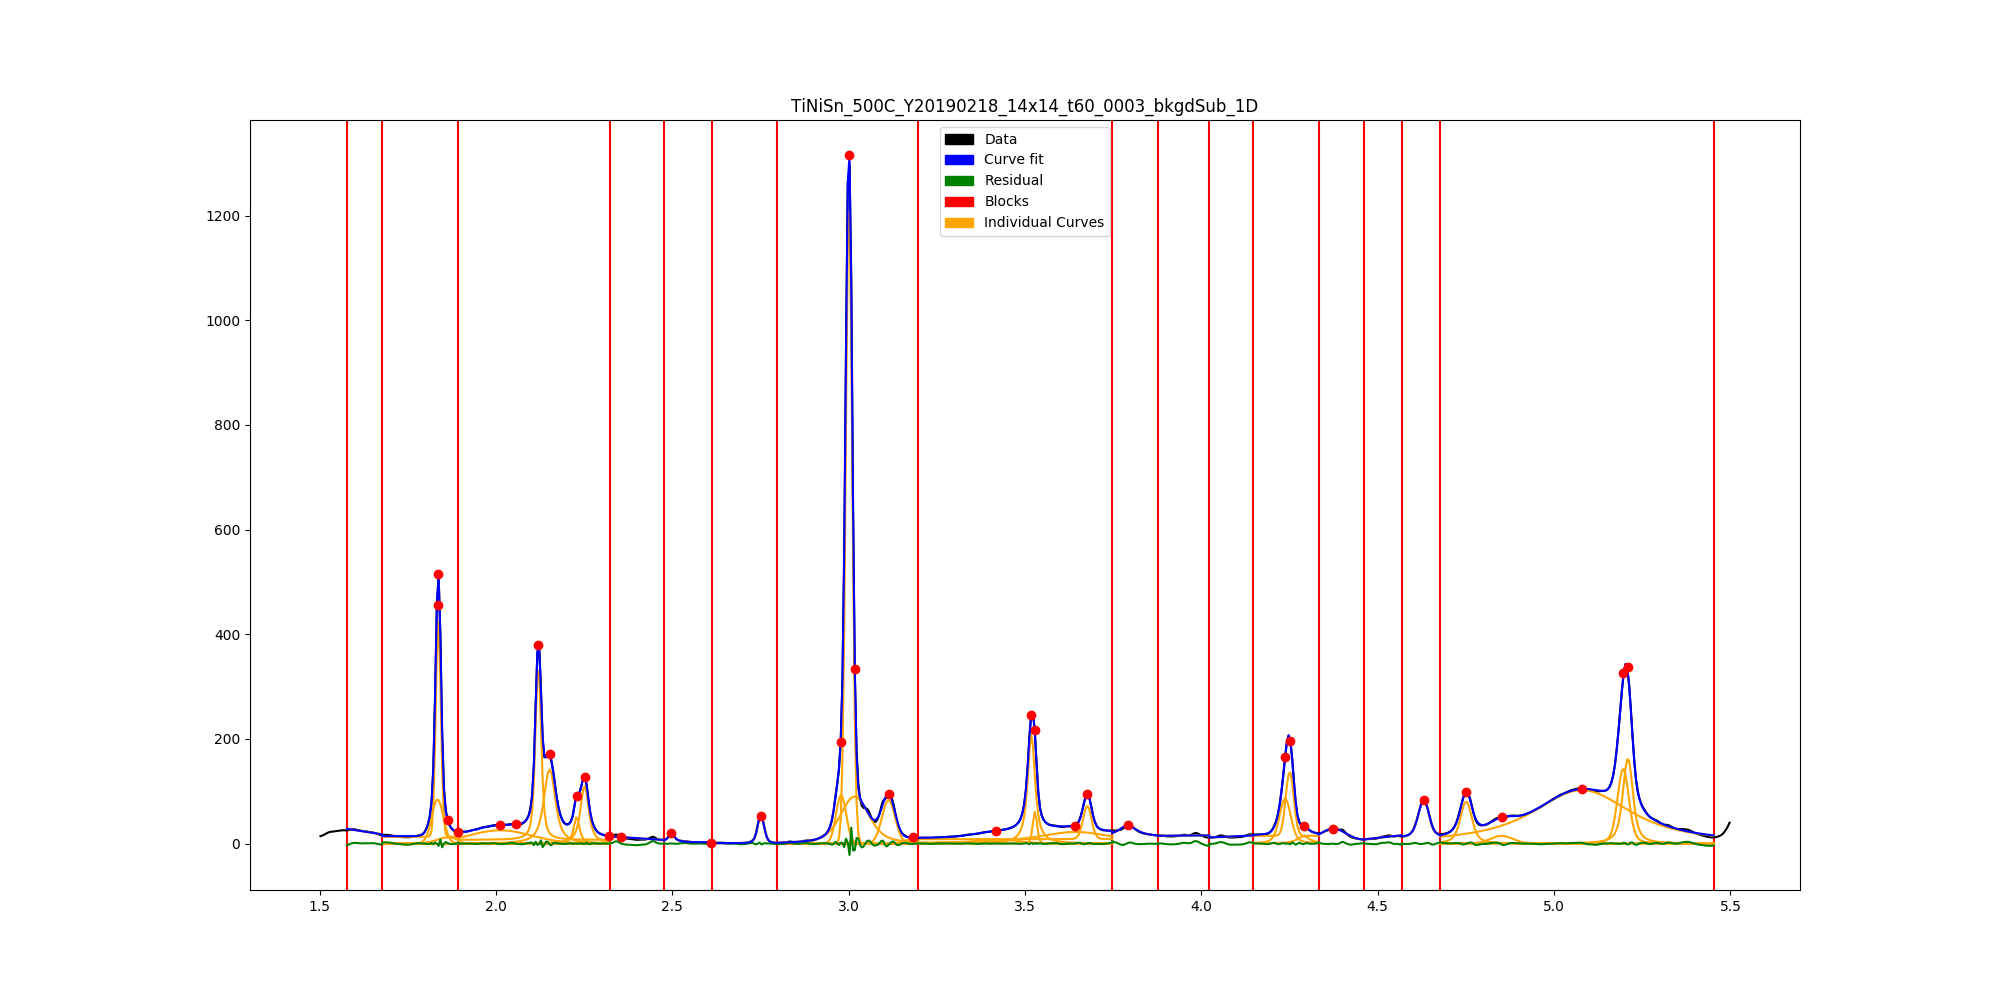 TiNiSn_500C_Y20190218_14x14_t60_0003_bkgdSub_1D
Data
Curve fit
Residual
Blocks
Individual Curves
1200
1000
800
600
400
200
0
1.5 2.0 2.5 3.0 3.5 4.0 4.5 5.0 5.5